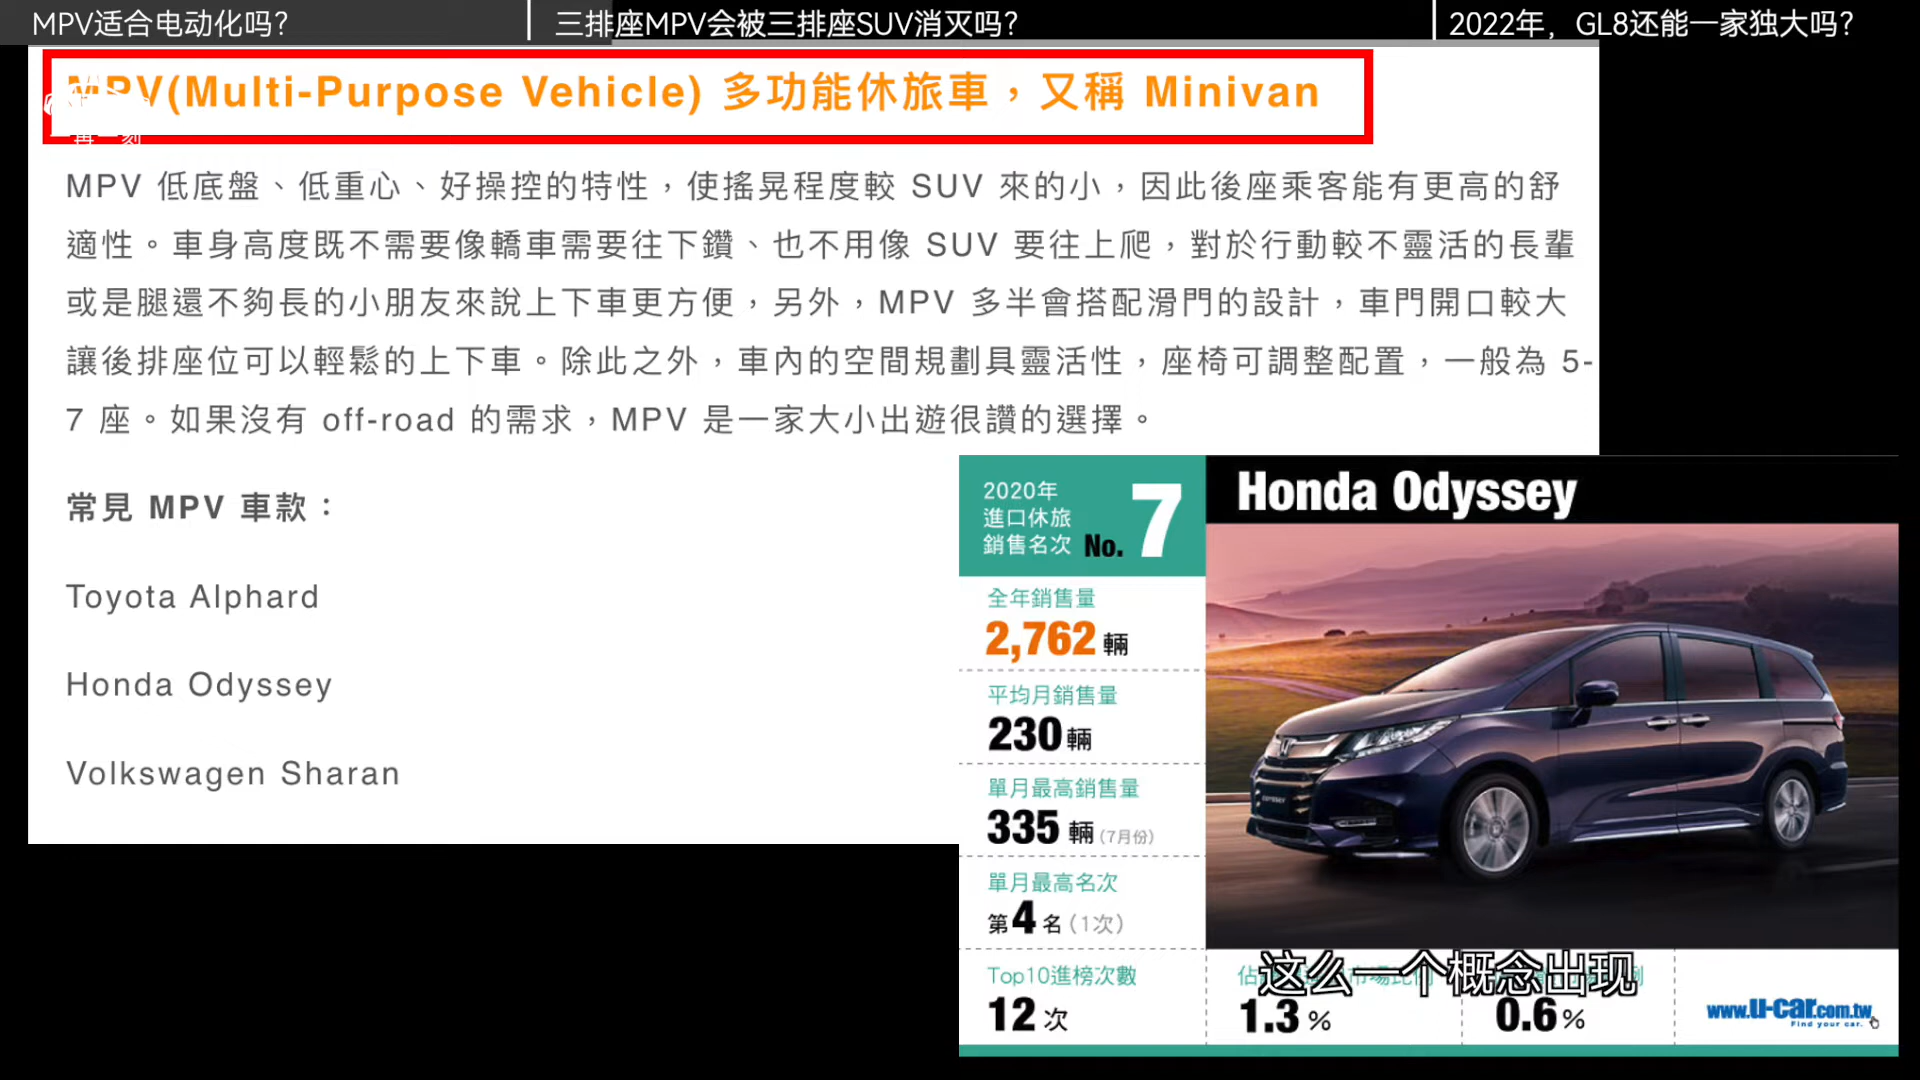 MPV适合电动化吗？
三排座MPV会被三排座SUV消灭吗？
2022年，GL8还能一家独大吗？
MPV(Multi-Purpose Vehicle) 多功能休旅車，又稱 Minivan
MPV 低底盤、低重心、好操控的特性，使搖晃程度較 SUV 來的小，因此後座乘客能有更高的舒
適性。車身高度既不需要像轎車需要往下鑽、也不用像 SUV 要往上爬，對於行動較不靈活的長輩
或是腿還不夠長的小朋友來說上下車更方便，另外，MPV 多半會搭配滑門的設計，車門開口較大
讓後排座位可以輕鬆的上下車。除此之外，車內的空間規劃具靈活性，座椅可調整配置，一般為 5-
7 座。如果沒有 off-road 的需求，MPV 是一家大小出遊很讚的選擇。
常見 MPV 車款：
Toyota Alphard
Honda Odyssey
Volkswagen Sharan
2020年
進口休旅
銷售名次 No. 7
Honda Odyssey
全年銷售量
2,762 輛
平均月銷售量
230 輛
單月最高銷售量
335 輛 (7月份)
單月最高名次
第4名 (1次)
Top10進榜次數
12 次
1.3 %
0.6 %
www.u-car.com.tw
Find your car.
这么一个概念出现